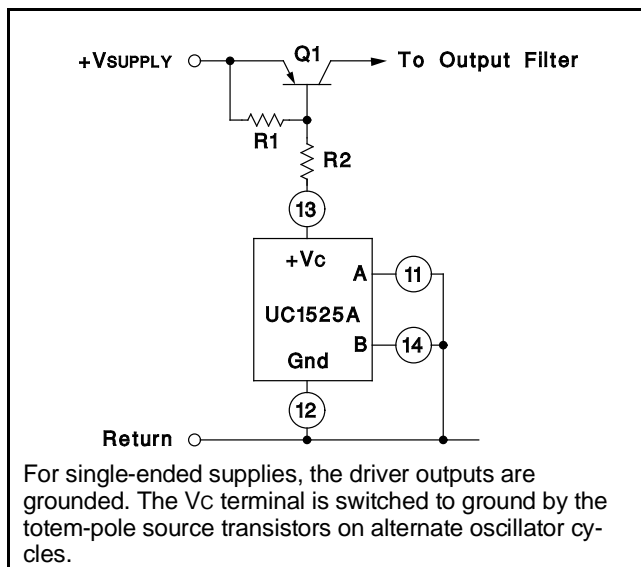 Q1
+VSUPPLY
To Output Filter
R1
R2
13
+VC
A
11
UC1525A
B
14
Gnd
12
Return
For single-ended supplies, the driver outputs are
grounded. The VC terminal is switched to ground by the
totem-pole source transistors on alternate oscillator cy-
cles.